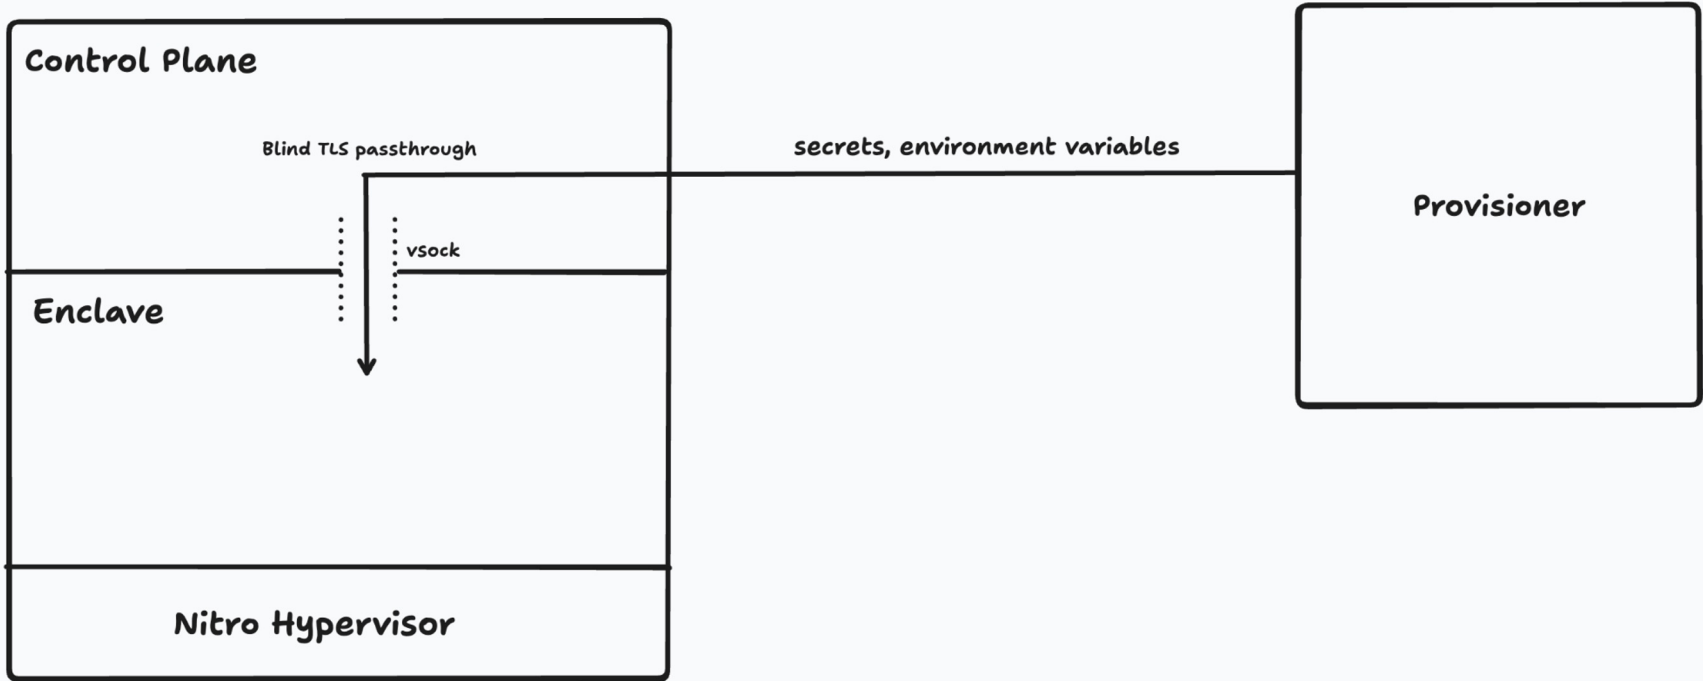 Control Plane
Blind TLS passthrough
secrets, environment variables
vsock
Provisioner
Enclave
Nitro Hypervisor